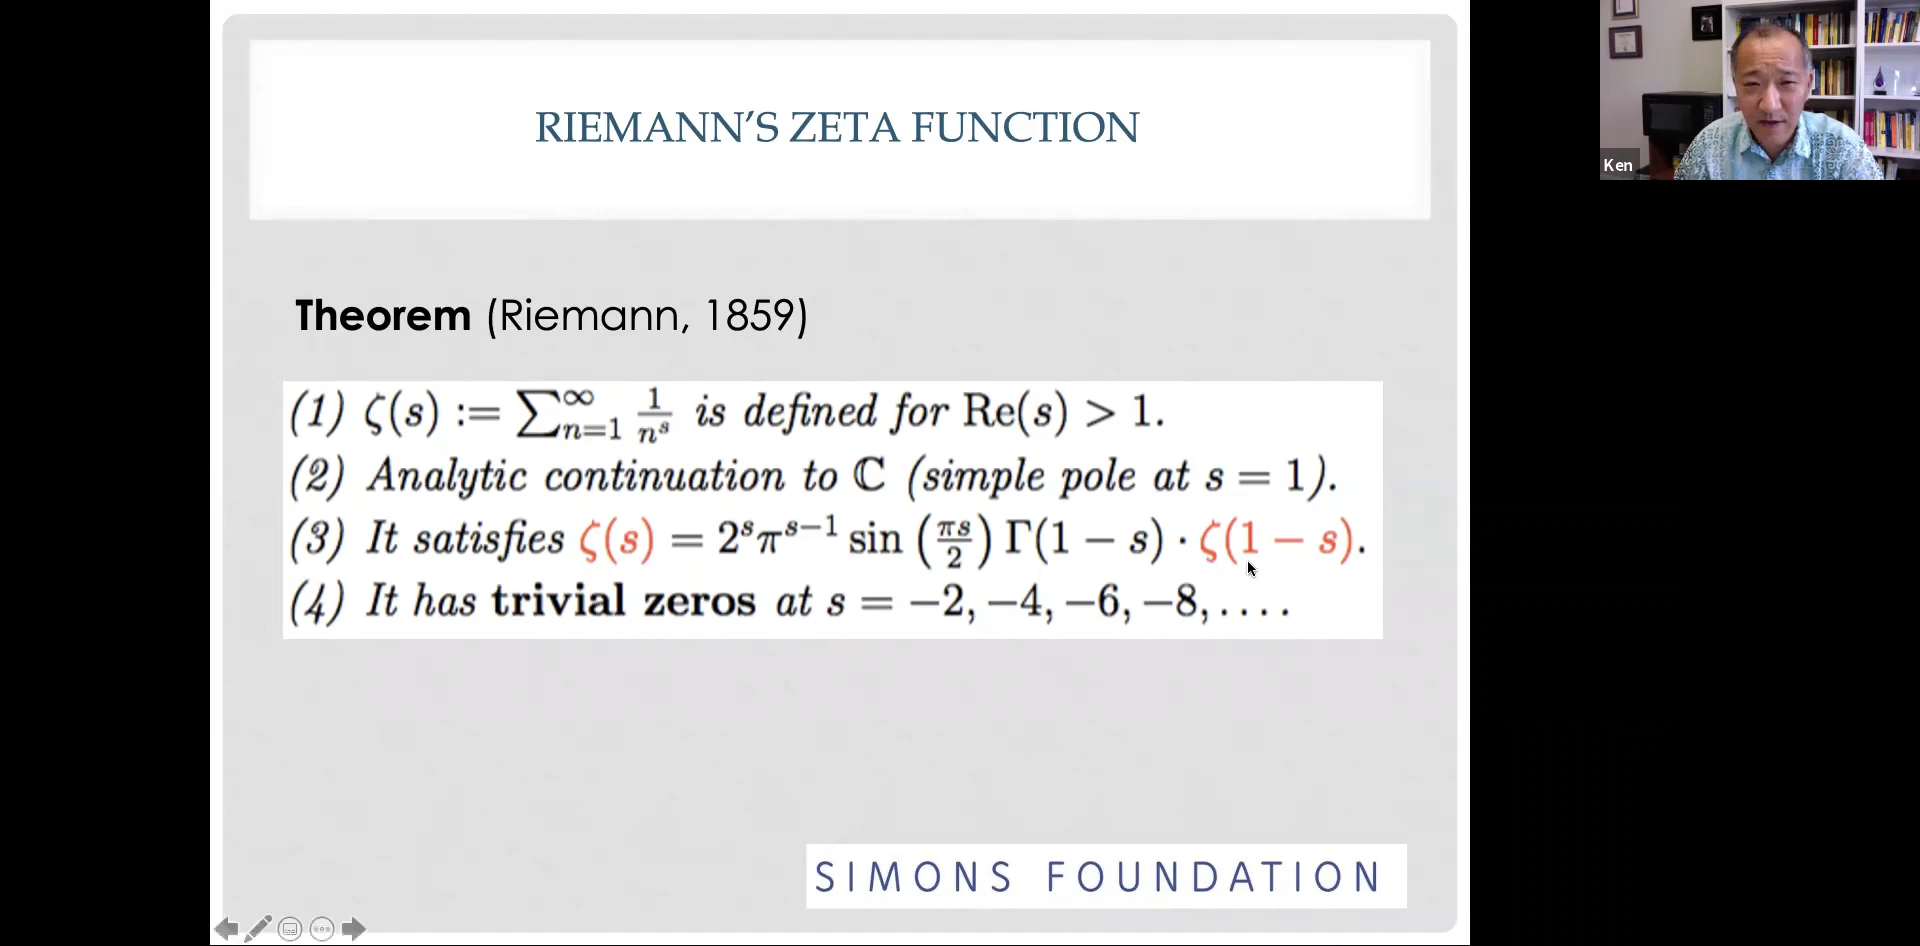 RIEMANN’S ZETA FUNCTION
Theorem (Riemann, 1859)
(1) ζ(s) := ∑_{n=1}^{∞} 1/n^s is defined for Re(s) > 1.
(2) Analytic continuation to ℂ (simple pole at s = 1).
(3) It satisfies ζ(s) = 2^s π^{s−1} sin (πs/2) Γ(1 − s) · ζ(1 − s).
(4) It has trivial zeros at s = −2, −4, −6, −8, . . . .
SIMONS FOUNDATION
Ken